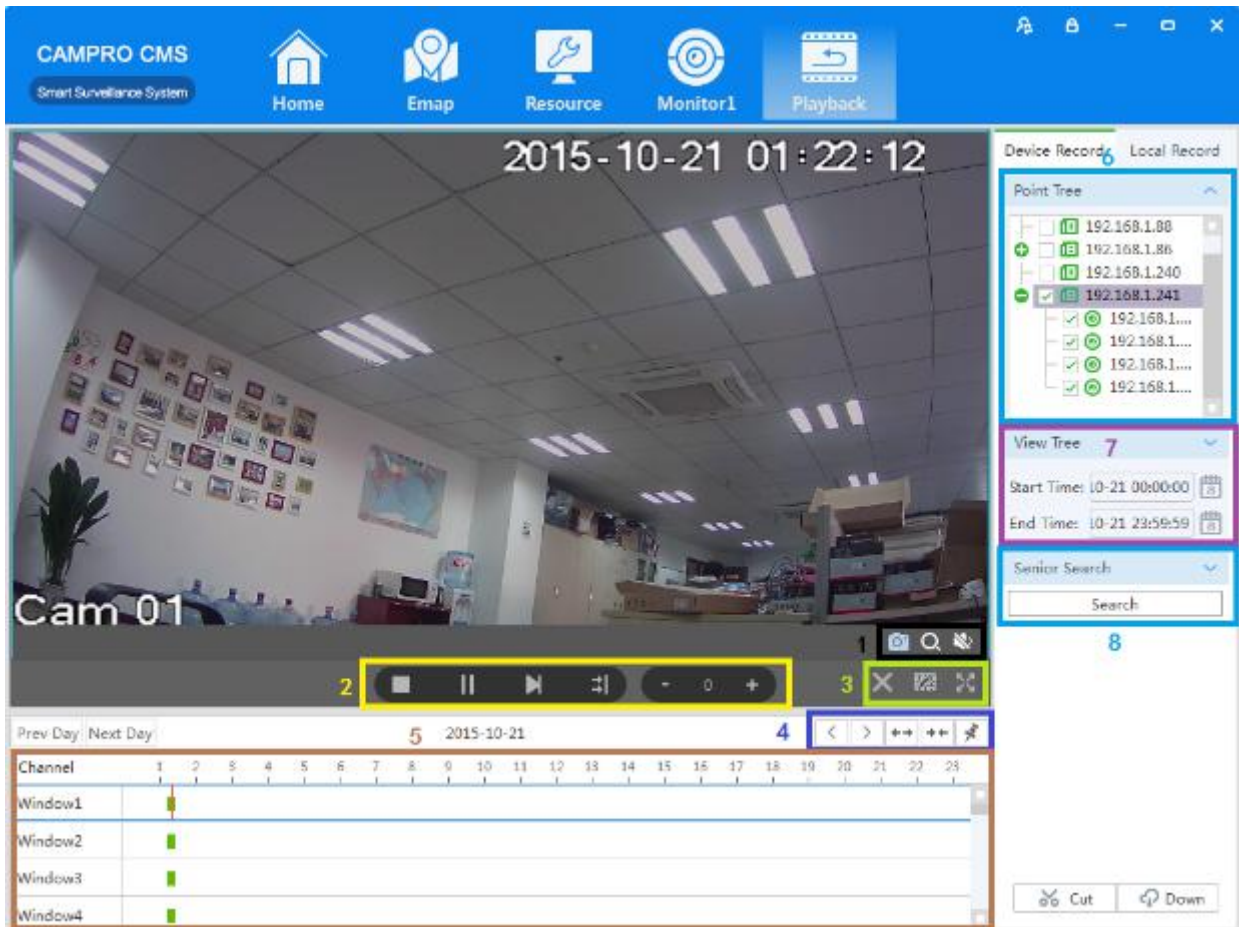 CAMPRO CMS
Smart Surveillance System
Home
Emap
Resource
Monitor1
Playback
2015-10-21 01:22:12
Cam 01
Device Record
6
Local Record
Point Tree
192.168.1.88
192.168.1.86
192.168.1.240
192.168.1.241
192.168.1....
192.168.1....
192.168.1....
192.168.1....
View Tree
7
Start Time: 10-21 00:00:00
End Time: 10-21 23:59:59
Senior Search
Search
8
1
2
- 0 +
3
Prev Day Next Day
5
2015-10-21
4
Channel 1 2 3 4 5 6 7 8 9 10 11 12 13 14 15 16 17 18 19 20 21 22 23
Window1
Window2
Window3
Window4
Cut
Down